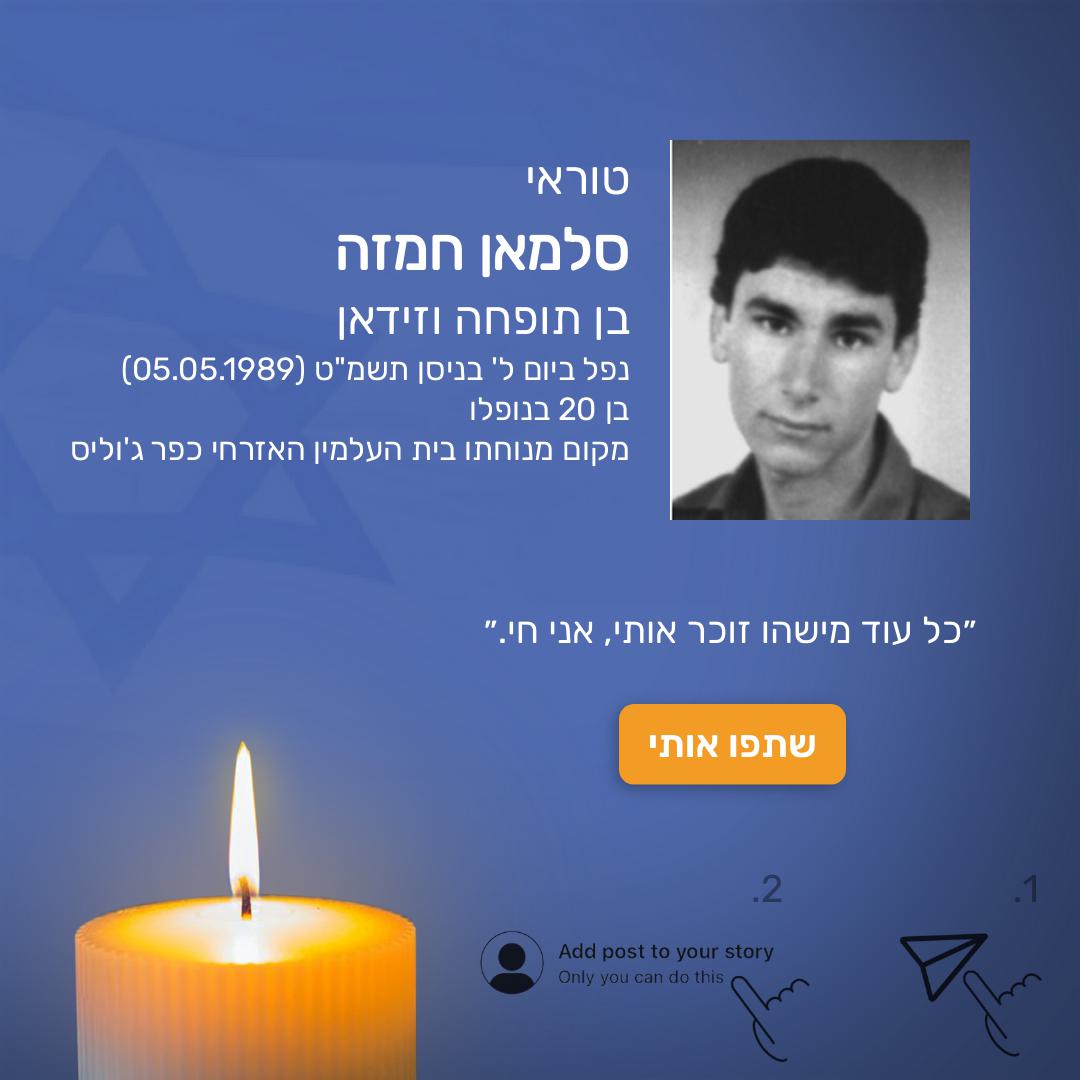 טוראי
סלמאן חמזה
בן תופחה וזידאן
נפל ביום ל' בניסן תשמ"ט (05.05.1989)
בן 20 בנופלו
מקום מנוחתו בית העלמין האזרחי כפר ג'וליס
״כל עוד מישהו זוכר אותי, אני חי.״
שתפו אותי
.1
.2
Add post to your story
Only you can do this